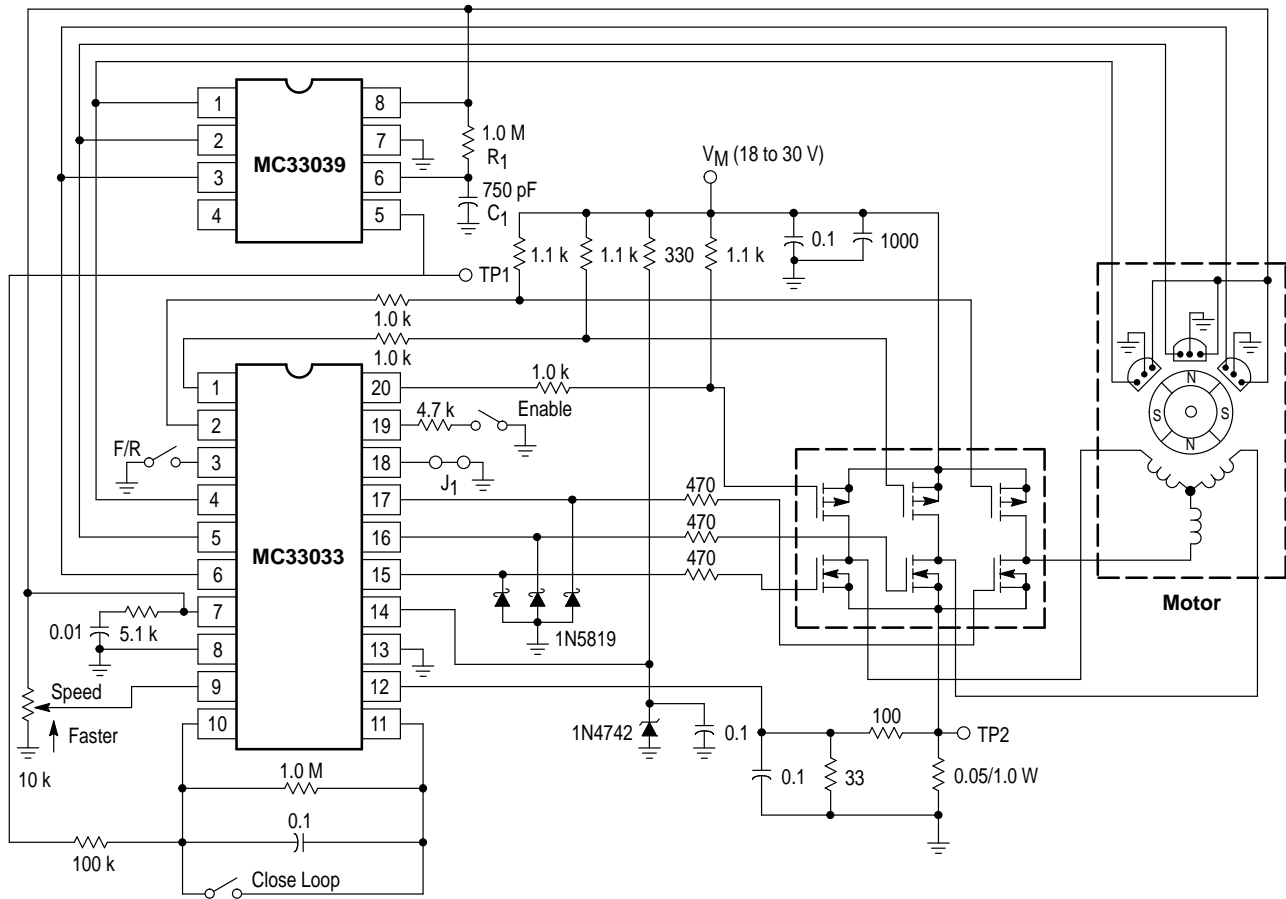 1
2
3
4
MC33039
8
7
6
5
1.0 M
R1
750 pF
C1
VM (18 to 30 V)
1.1 k
1.1 k
330
1.1 k
0.1
1000
TP1
1.0 k
1.0 k
1.0 k
Enable
4.7 k
F/R
J1
1
2
3
4
5
6
7
8
9
10
MC33033
20
19
18
17
16
15
14
13
12
11
470
470
470
1N5819
N
S
S
N
Motor
0.01
5.1 k
Speed
Faster
10 k
1N4742
0.1
0.1
33
100
TP2
0.05/1.0 W
1.0 M
0.1
100 k
Close Loop